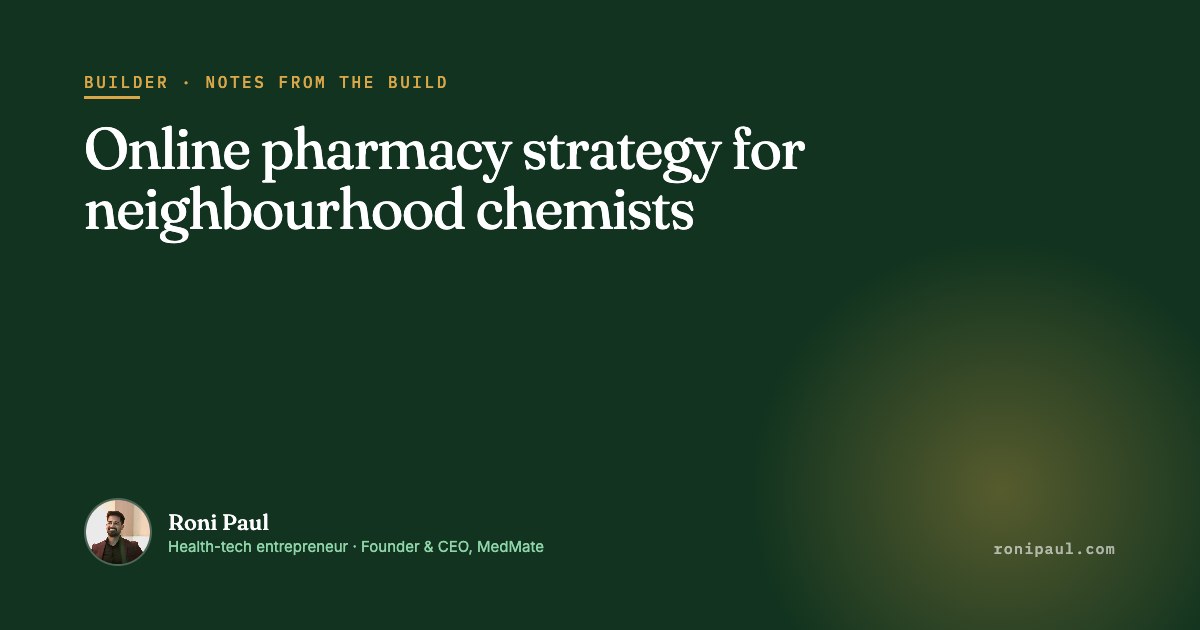 BUILDER · NOTES FROM THE BUILD
Online pharmacy strategy for
neighbourhood chemists
Roni Paul
Health-tech entrepreneur · Founder & CEO, MedMate
ronipaul.com